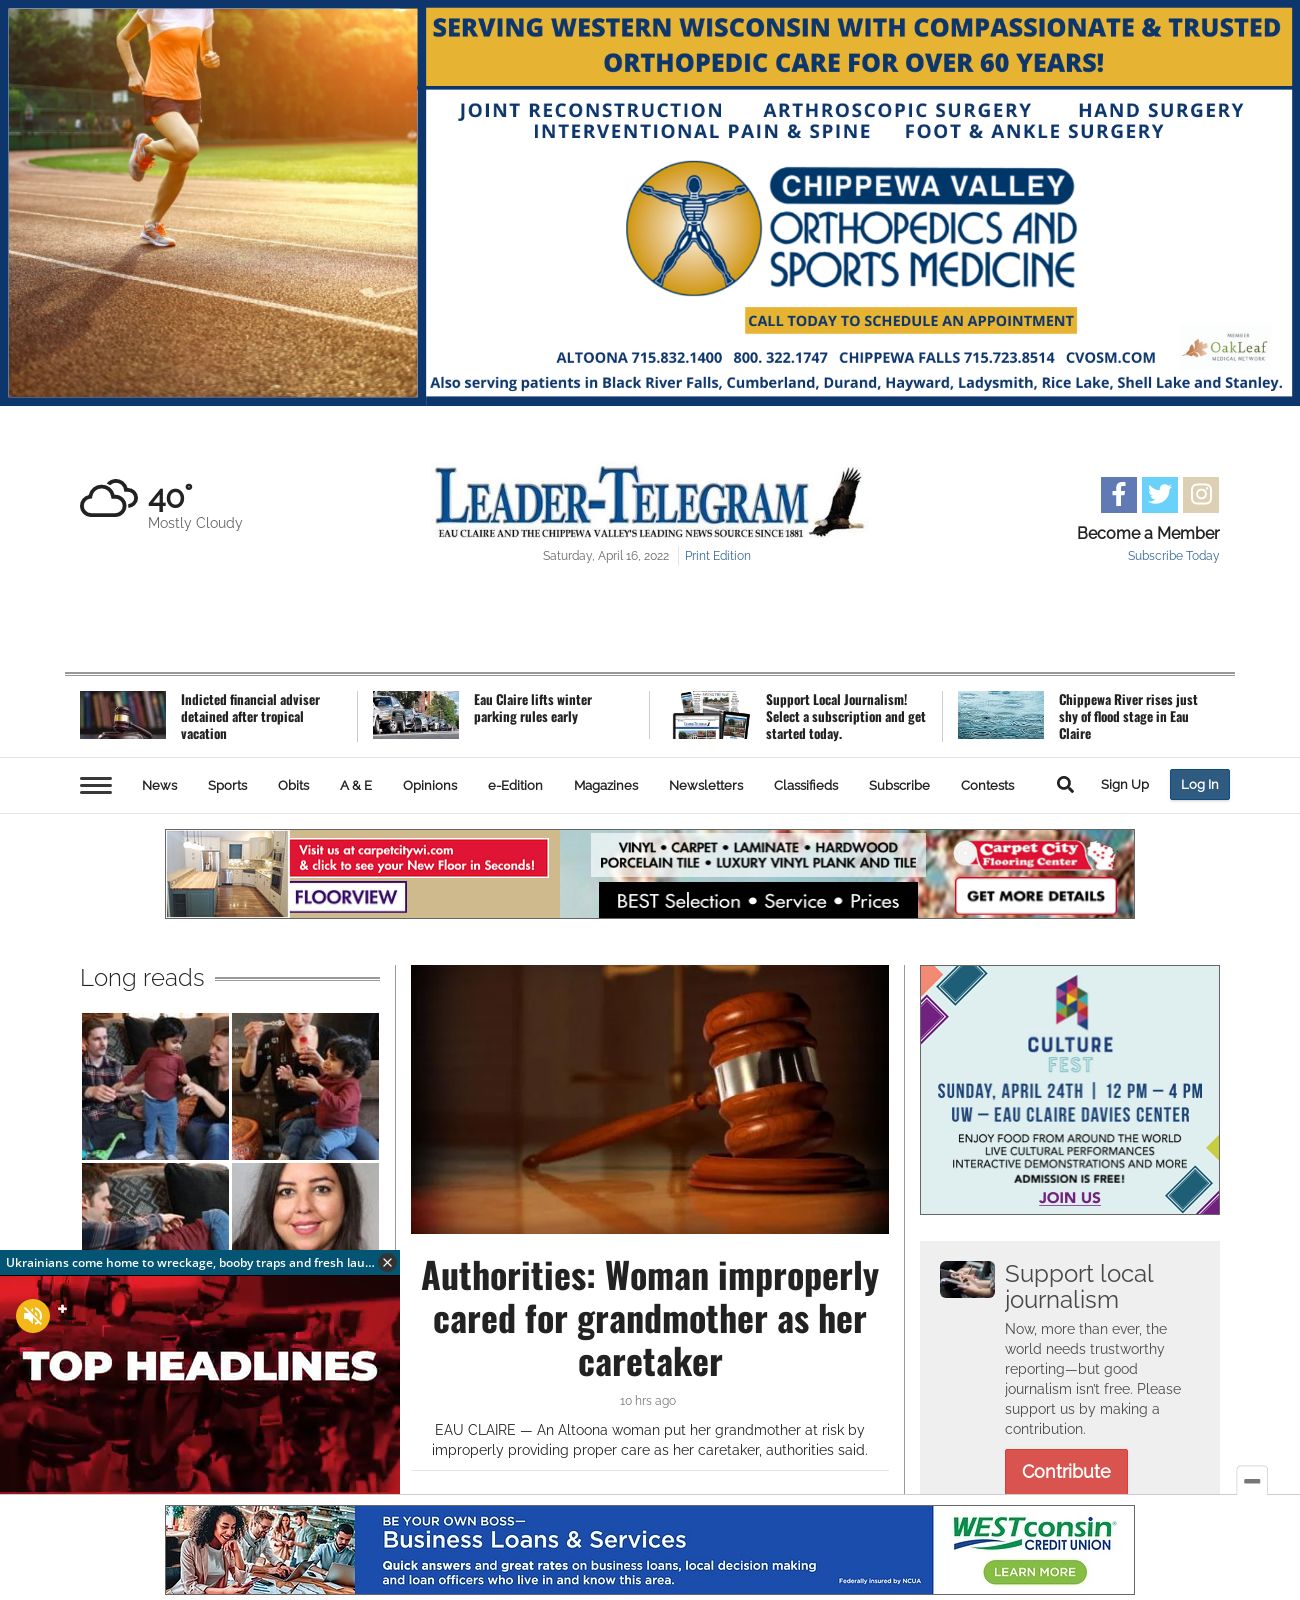 SERVING WESTERN WISCONSIN WITH COMPASSIONATE & TRUSTED
ORTHOPEDIC CARE FOR OVER 60 YEARS!
JOINT RECONSTRUCTION ARTHROSCOPIC SURGERY HAND SURGERY
INTERVENTIONAL PAIN & SPINE FOOT & ANKLE SURGERY
CHIPPEWA VALLEY
ORTHOPEDICS AND
SPORTS MEDICINE
CALL TODAY TO SCHEDULE AN APPOINTMENT
MEMBER
OakLeaf
MEDICAL NETWORK
ALTOONA 715.832.1400 800. 322.1747 CHIPPEWA FALLS 715.723.8514 CVOSM.COM
Also serving patients in Black River Falls, Cumberland, Durand, Hayward, Ladysmith, Rice Lake, Shell Lake and Stanley.
40°
Mostly Cloudy
LEADER-TELEGRAM
EAU CLAIRE AND THE CHIPPEWA VALLEY'S LEADING NEWS SOURCE SINCE 1881
Saturday, April 16, 2022 Print Edition
Become a Member
Subscribe Today
Indicted financial adviser
detained after tropical
vacation
Eau Claire lifts winter
parking rules early
Support Local Journalism!
Select a subscription and get
started today.
Chippewa River rises just
shy of flood stage in Eau
Claire
News Sports Obits A & E Opinions e-Edition Magazines Newsletters Classifieds Subscribe Contests Sign Up Log In
Visit us at carpetcitywi.com
& click to see your New Floor in Seconds!
FLOORVIEW
VINYL • CARPET • LAMINATE • HARDWOOD
PORCELAIN TILE • LUXURY VINYL PLANK AND TILE
BEST Selection • Service • Prices
Carpet City
Flooring Center
GET MORE DETAILS
Long reads
Ukrainians come home to wreckage, booby traps and fresh lau...
TOP HEADLINES
Authorities: Woman improperly
cared for grandmother as her
caretaker
10 hrs ago
EAU CLAIRE — An Altoona woman put her grandmother at risk by
improperly providing proper care as her caretaker, authorities said.
CULTURE
FEST
SUNDAY, APRIL 24TH | 12 PM – 4 PM
UW – EAU CLAIRE DAVIES CENTER
ENJOY FOOD FROM AROUND THE WORLD
LIVE CULTURAL PERFORMANCES
INTERACTIVE DEMONSTRATIONS AND MORE
ADMISSION IS FREE!
JOIN US
Support local
journalism
Now, more than ever, the
world needs trustworthy
reporting—but good
journalism isn't free. Please
support us by making a
contribution.
Contribute
BE YOUR OWN BOSS—
Business Loans & Services
Quick answers and great rates on business loans, local decision making
and loan officers who live in and know this area.
Federally insured by NCUA
WESTconsin
CREDIT UNION
LEARN MORE